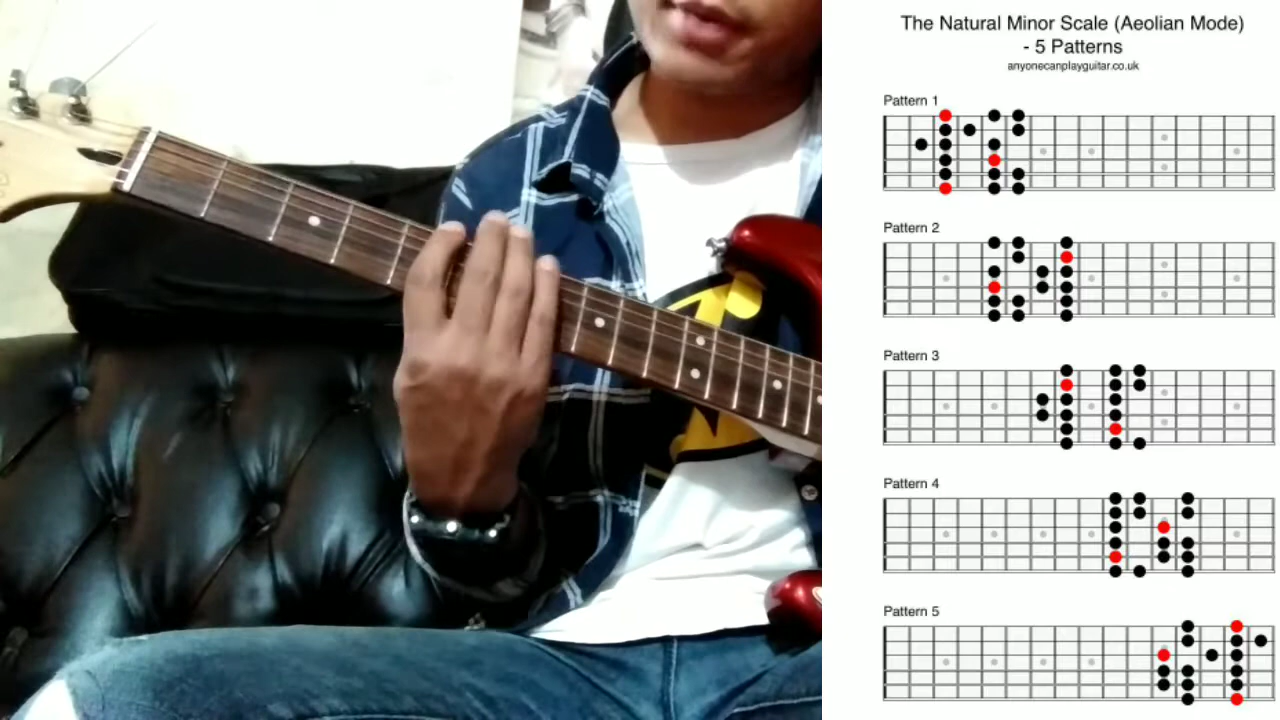 The Natural Minor Scale (Aeolian Mode)
- 5 Patterns
anyonecanplayguitar.co.uk
Pattern 1
Pattern 2
Pattern 3
Pattern 4
Pattern 5